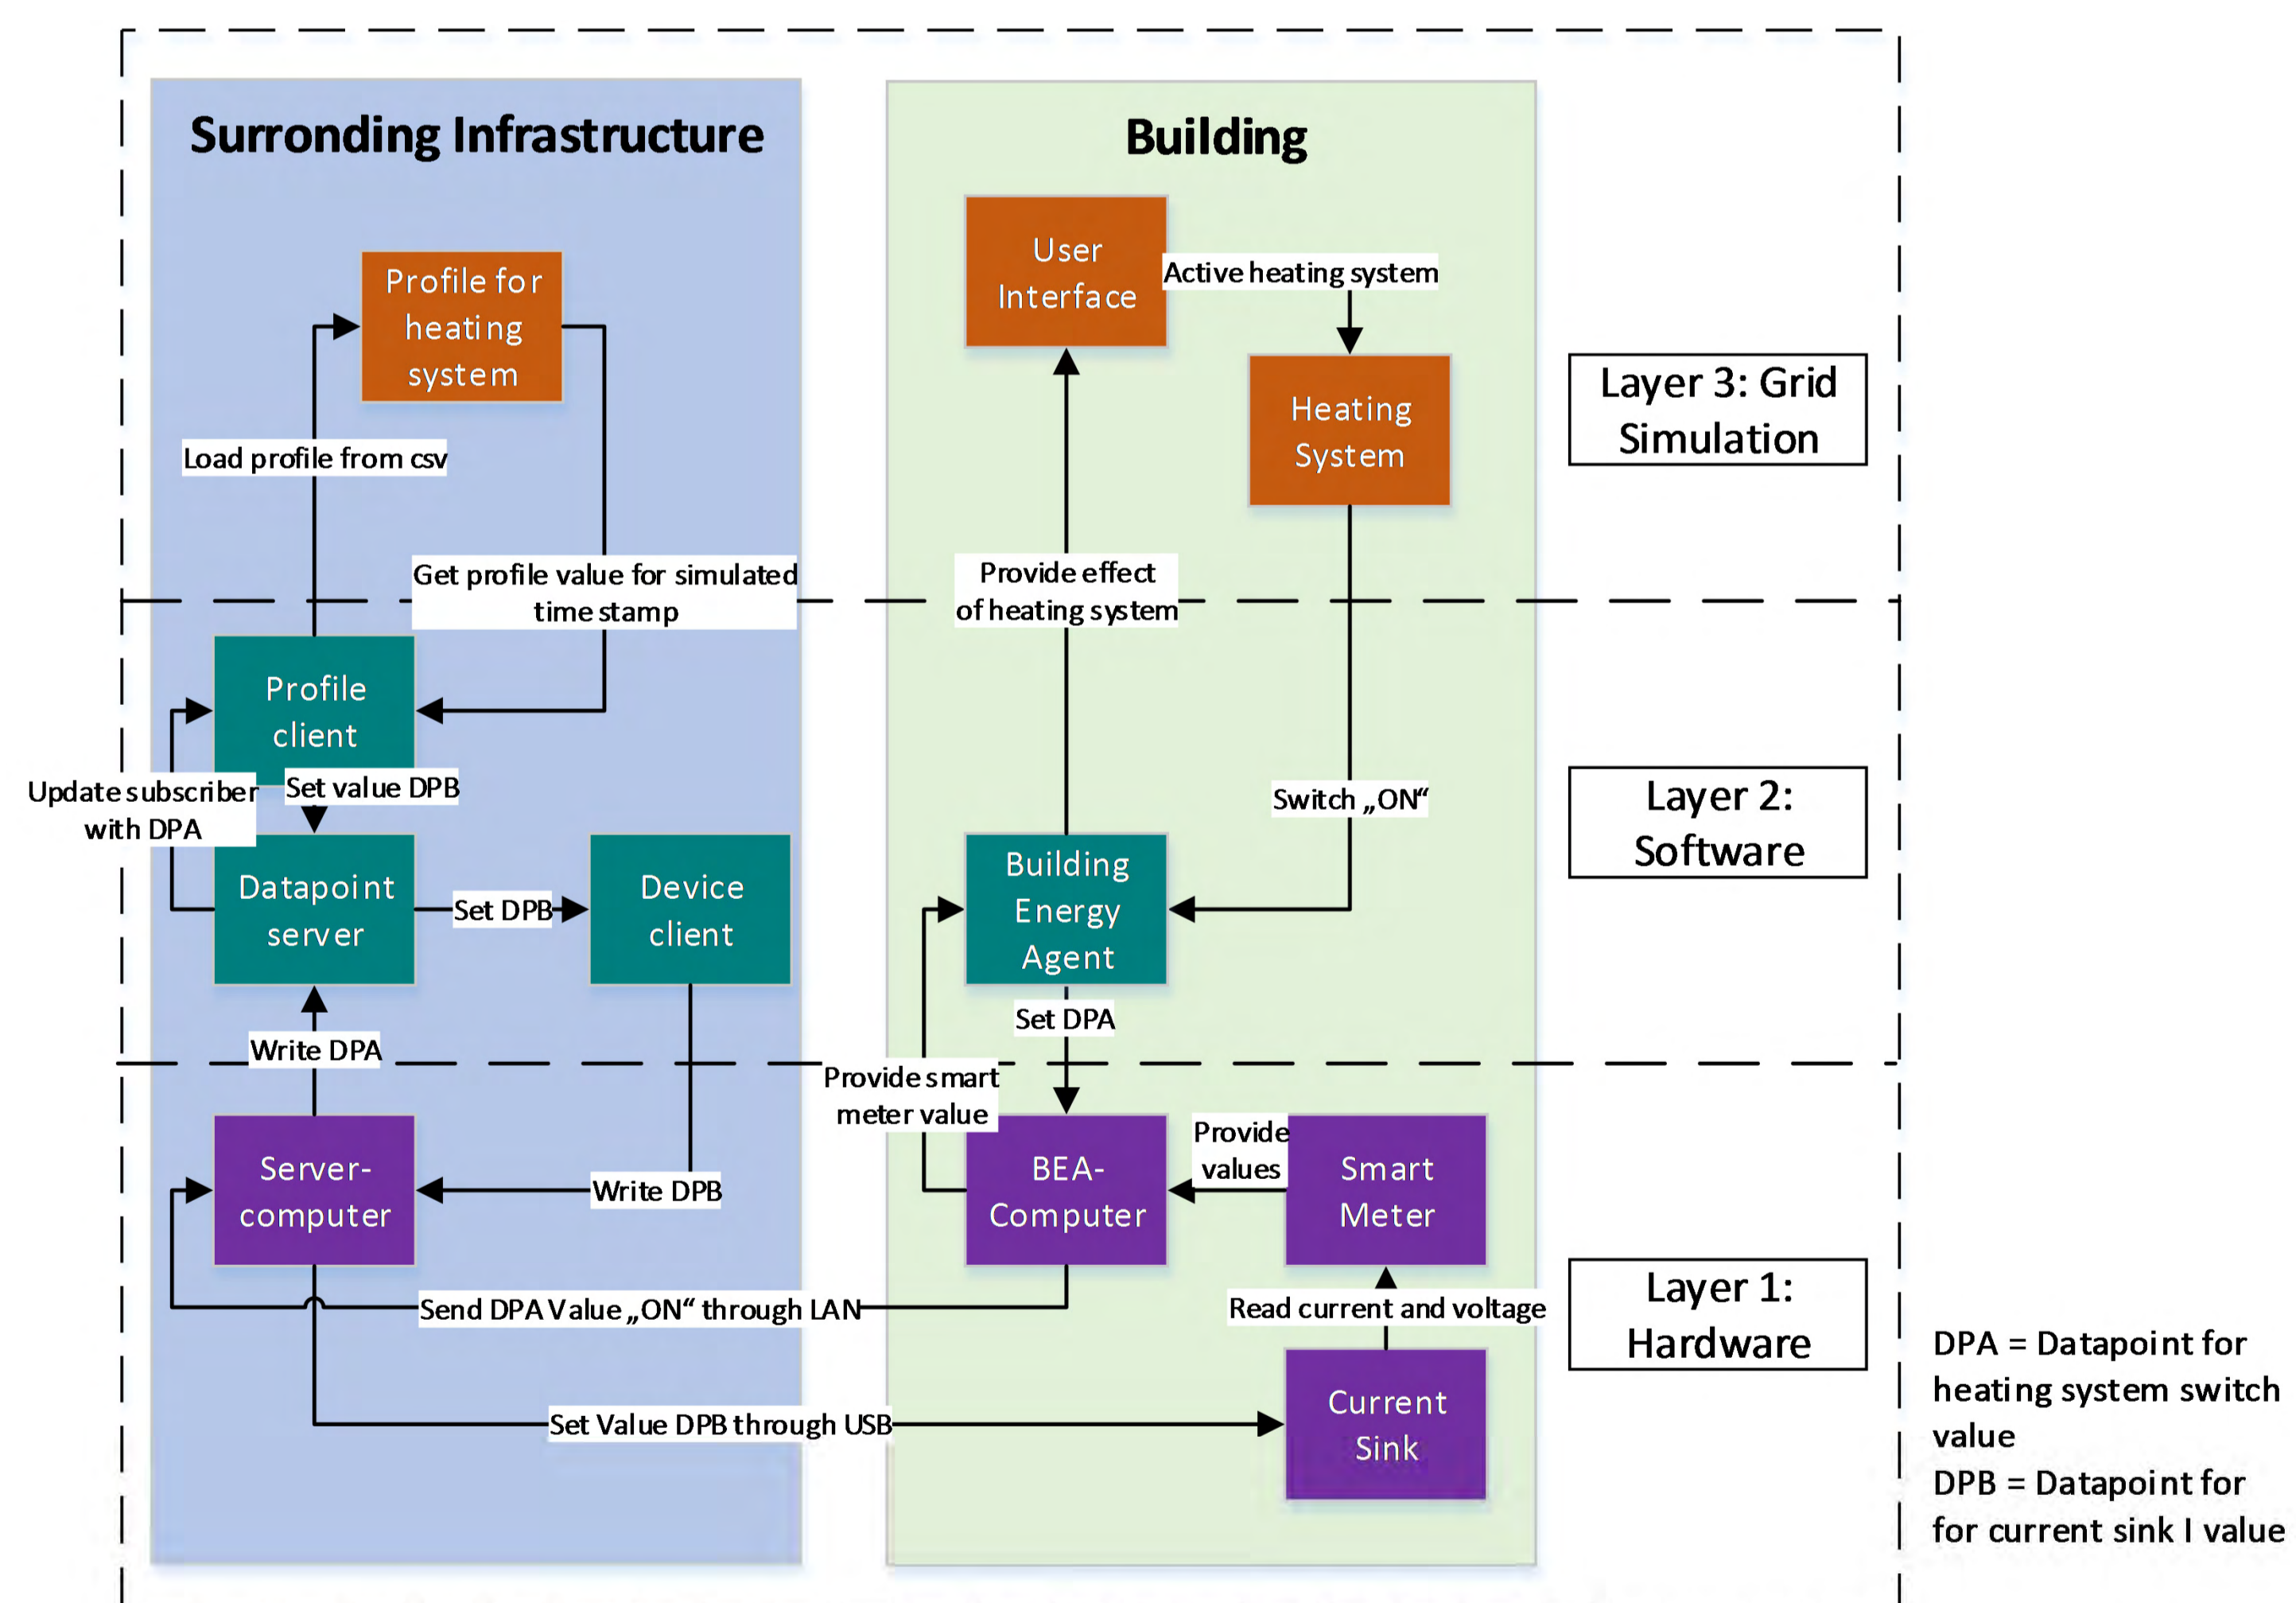 Surronding Infrastructure
Building
Profile for
heating
system
User
Interface
Active heating system
Heating
System
Layer 3: Grid
Simulation
Load profile from csv
Get profile value for simulated
time stamp
Provide effect
of heating system
Profile
client
Update subscriber
with DPA
Set value DPB
Switch „ON“
Layer 2:
Software
Datapoint
server
Set DPB
Device
client
Building
Energy
Agent
Set DPA
Write DPA
Provide smart
meter value
Server-
computer
Write DPB
BEA-
Computer
Provide
values
Smart
Meter
Send DPA Value „ON“ through LAN
Read current and voltage
Layer 1:
Hardware
Set Value DPB through USB
Current
Sink
DPA = Datapoint for
heating system switch
value
DPB = Datapoint for
for current sink I value